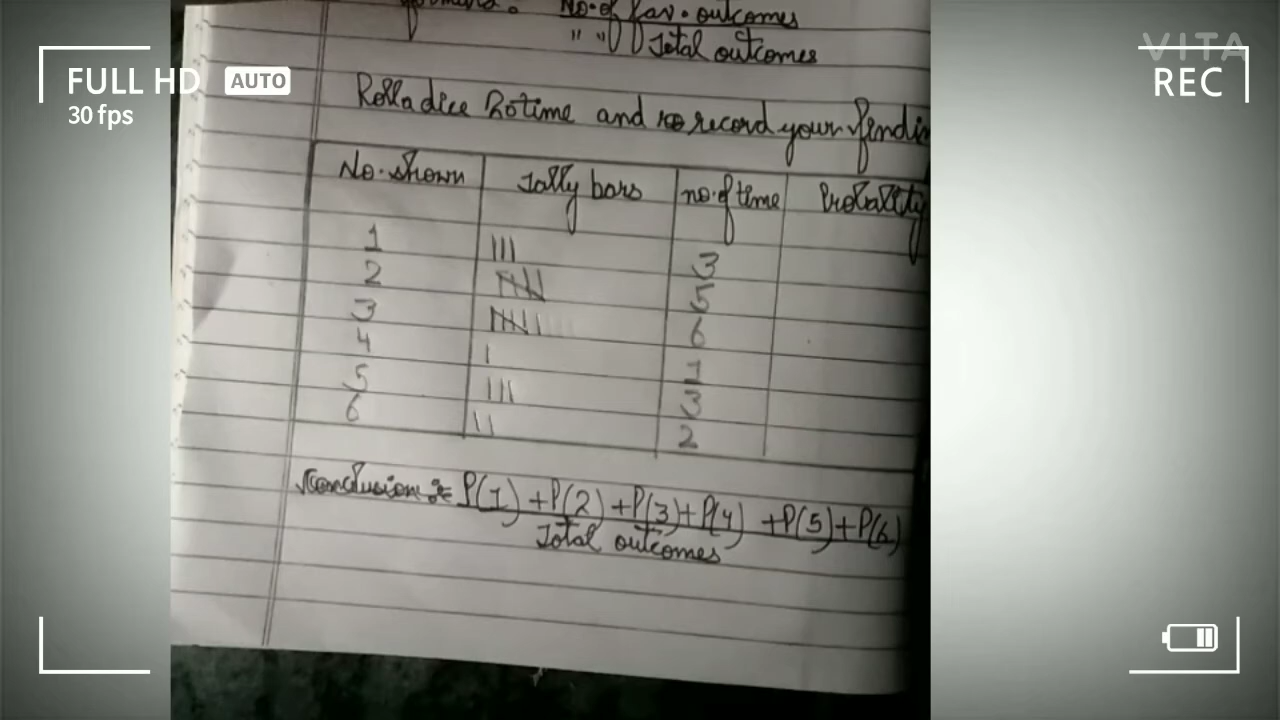 No. of fav. outcomes
" " Total outcomes
VITA
FULL HD AUTO
REC
30 fps
Roll a dice 20 time and record your
No. shown Tally bars no. of time Probality
1 ||| 3
2 5
3 6
4 | 1
5 ||| 3
6 || 2
Conclusion :- P(1) + P(2) + P(3) + P(4) + P(5) + P(6)
Total outcomes